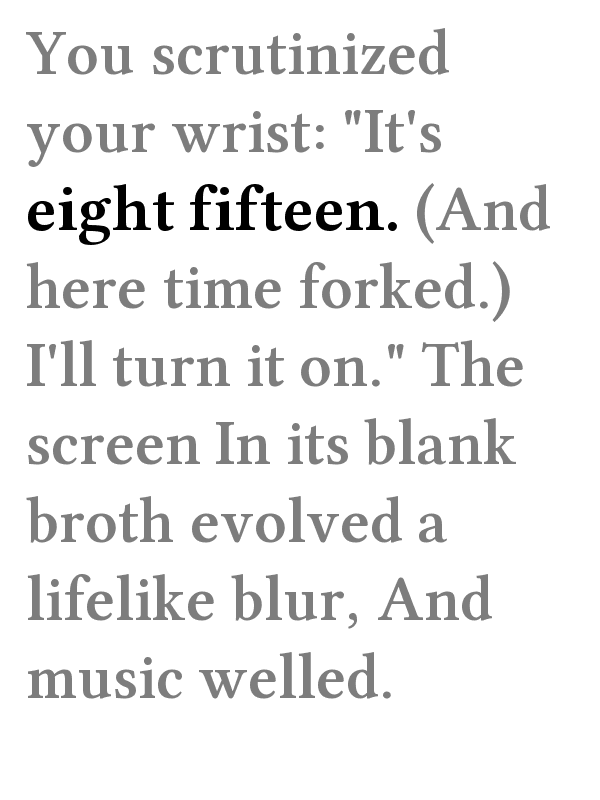 You scrutinized
your wrist: "It's
eight fifteen. (And
here time forked.)
I'll turn it on." The
screen In its blank
broth evolved a
lifelike blur, And
music welled.